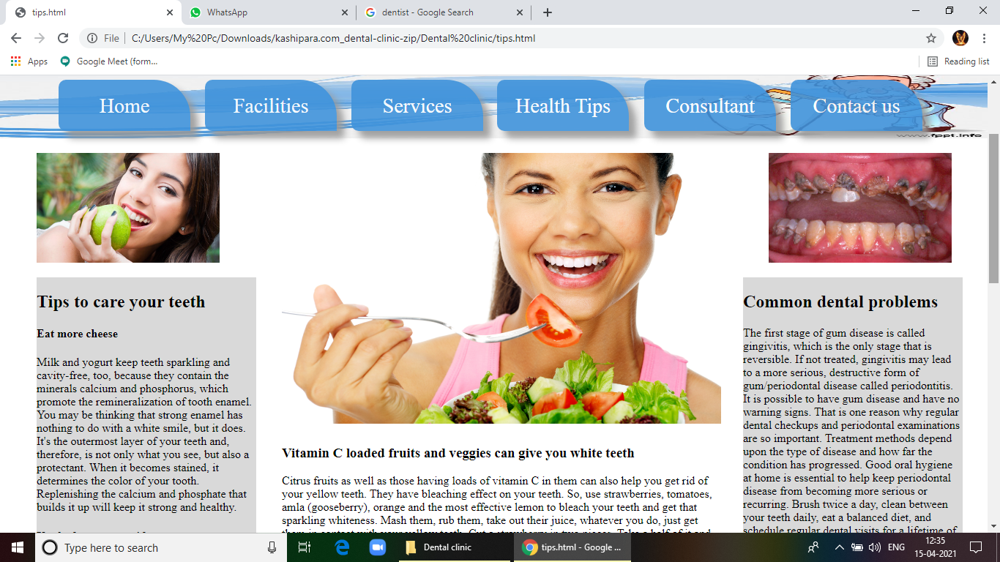 tips.html
WhatsApp
dentist - Google Search
File
C:/Users/My%20Pc/Downloads/kashipara.com_dental-clinic-zip/Dental%20clinic/tips.html
Apps
Google Meet (form...
Reading list
Home
Facilities
Services
Health Tips
Consultant
Contact us
www.fppt.info
Tips to care your teeth
Eat more cheese
Milk and yogurt keep teeth sparkling and
cavity-free, too, because they contain the
minerals calcium and phosphorus, which
promote the remineralization of tooth enamel.
You may be thinking that strong enamel has
nothing to do with a white smile, but it does.
It's the outermost layer of your teeth and,
therefore, is not only what you see, but also a
protectant. When it becomes stained, it
determines the color of your tooth.
Replenishing the calcium and phosphate that
builds it up will keep it strong and healthy.
Vitamin C loaded fruits and veggies can give you white teeth
Citrus fruits as well as those having loads of vitamin C in them can also help you get rid of
your yellow teeth. They have bleaching effect on your teeth. So, use strawberries, tomatoes,
amla (gooseberry), orange and the most effective lemon to bleach your teeth and get that
sparkling whiteness. Mash them, rub them, take out their juice, whatever you do, just get
Common dental problems
The first stage of gum disease is called
gingivitis, which is the only stage that is
reversible. If not treated, gingivitis may lead
to a more serious, destructive form of
gum/periodontal disease called periodontitis.
It is possible to have gum disease and have no
warning signs. That is one reason why regular
dental checkups and periodontal examinations
are so important. Treatment methods depend
upon the type of disease and how far the
condition has progressed. Good oral hygiene
at home is essential to help keep periodontal
disease from becoming more serious or
recurring. Brush twice a day, clean between
your teeth daily, eat a balanced diet, and
schedule regular dental visits for a lifetime of
Type here to search
Dental clinic
tips.html - Google ...
ENG
12:35
15-04-2021